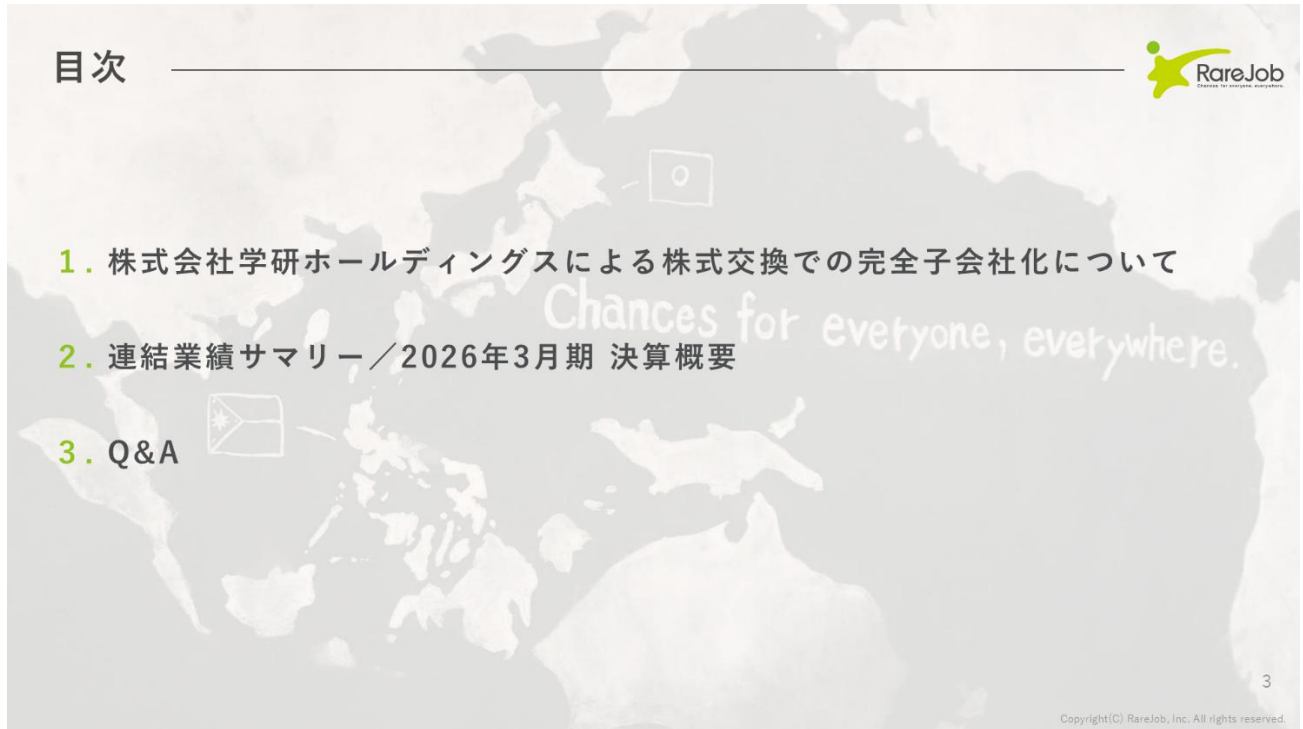 目次
RareJob
Chances for everyone, everywhere.
1. 株式会社学研ホールディングスによる株式交換での完全子会社化について
Chances for everyone, everywhere.
2. 連結業績サマリー／2026年3月期 決算概要
3. Q&A
3
Copyright(C) RareJob, Inc. All rights reserved.